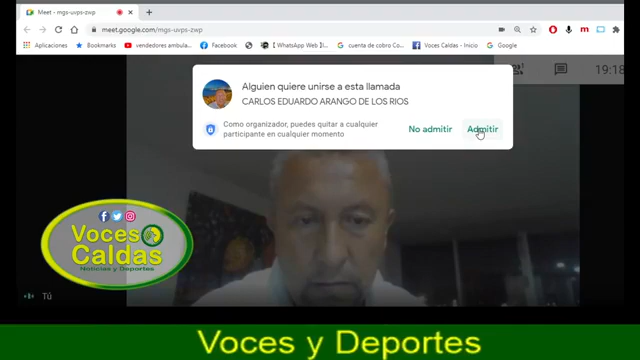 Meet - mgs-uvps-zwp
meet.google.com/mgs-uvps-zwp
Aplicaciones Bookmarks vendedores ambula... Facebook WhatsApp Web cuenta de cobro Co... Voces Caldas - Inicio Google
19:18
Alguien quiere unirse a esta llamada
CARLOS EDUARDO ARANGO DE LOS RIOS
Como organizador, puedes quitar a cualquier
participante en cualquier momento
No admitir Admitir
Voces
Caldas
Noticias y Deportes
Tú
Voces y Deportes